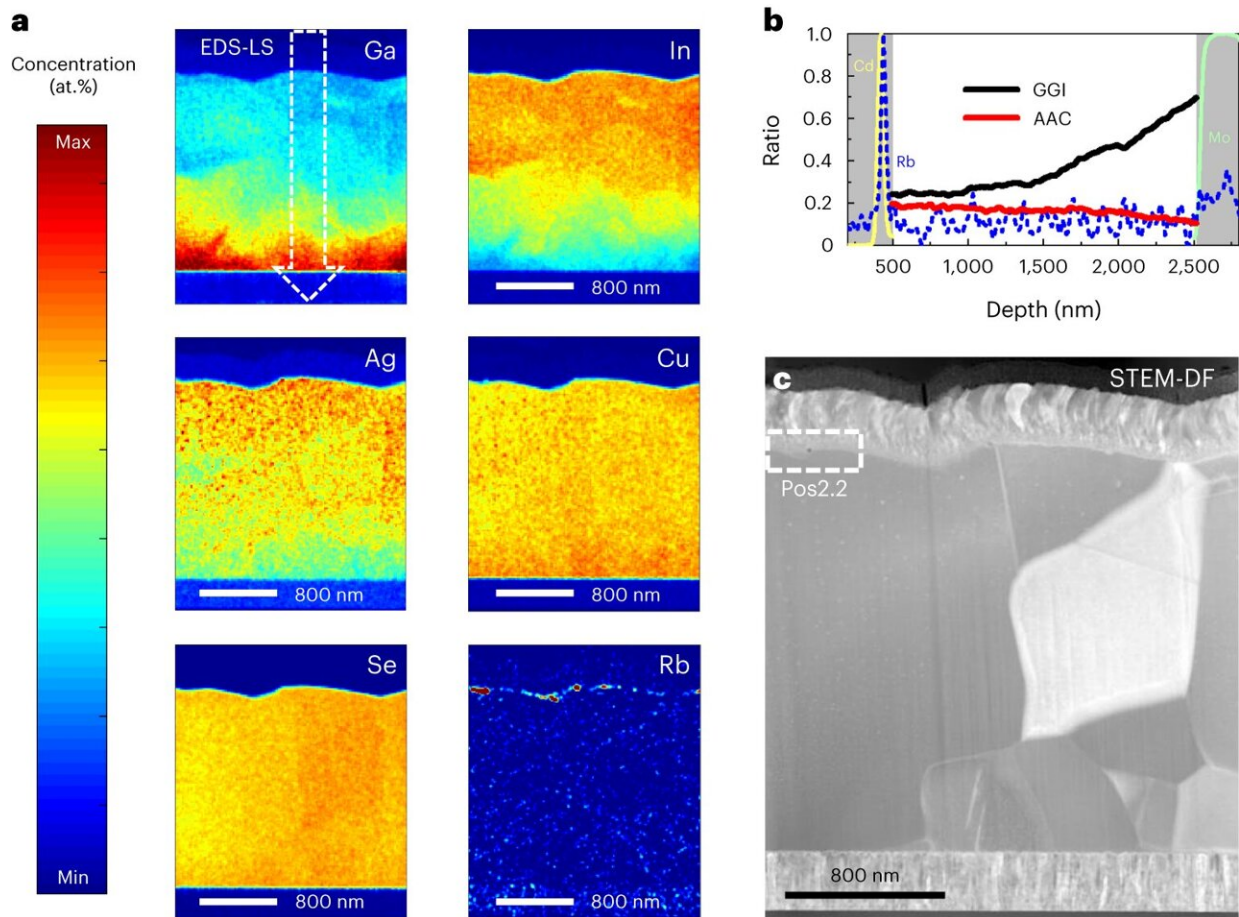 a
Concentration
(at.%)
Max
Min
EDS-LS
Ga
In
800 nm
Ag
800 nm
Cu
800 nm
Se
800 nm
Rb
800 nm
b
Ratio
1.0
0.8
0.6
0.4
0.2
0
Cd
Rb
GGI
AAC
Mo
500
1,000
1,500
2,000
2,500
Depth (nm)
c
STEM-DF
Pos2.2
800 nm